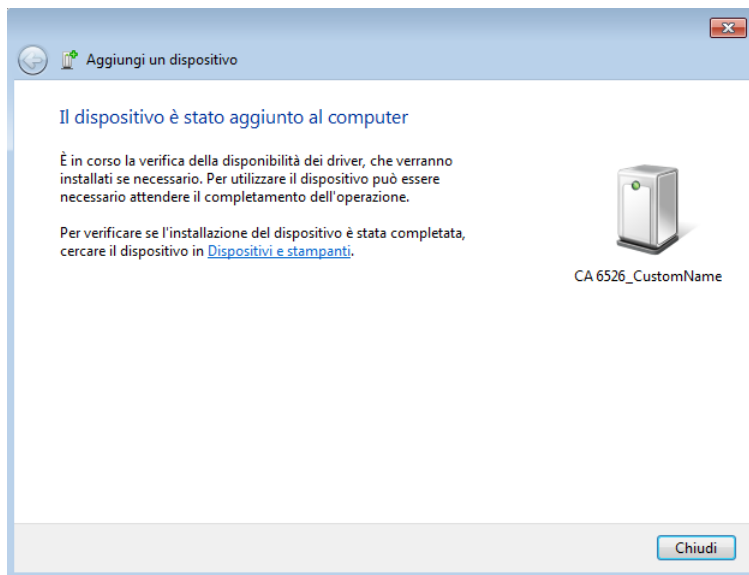 Aggiungi un dispositivo
Il dispositivo è stato aggiunto al computer
È in corso la verifica della disponibilità dei driver, che verranno
installati se necessario. Per utilizzare il dispositivo può essere
necessario attendere il completamento dell'operazione.
Per verificare se l'installazione del dispositivo è stata completata,
cercare il dispositivo in Dispositivi e stampanti.
CA 6526_CustomName
Chiudi